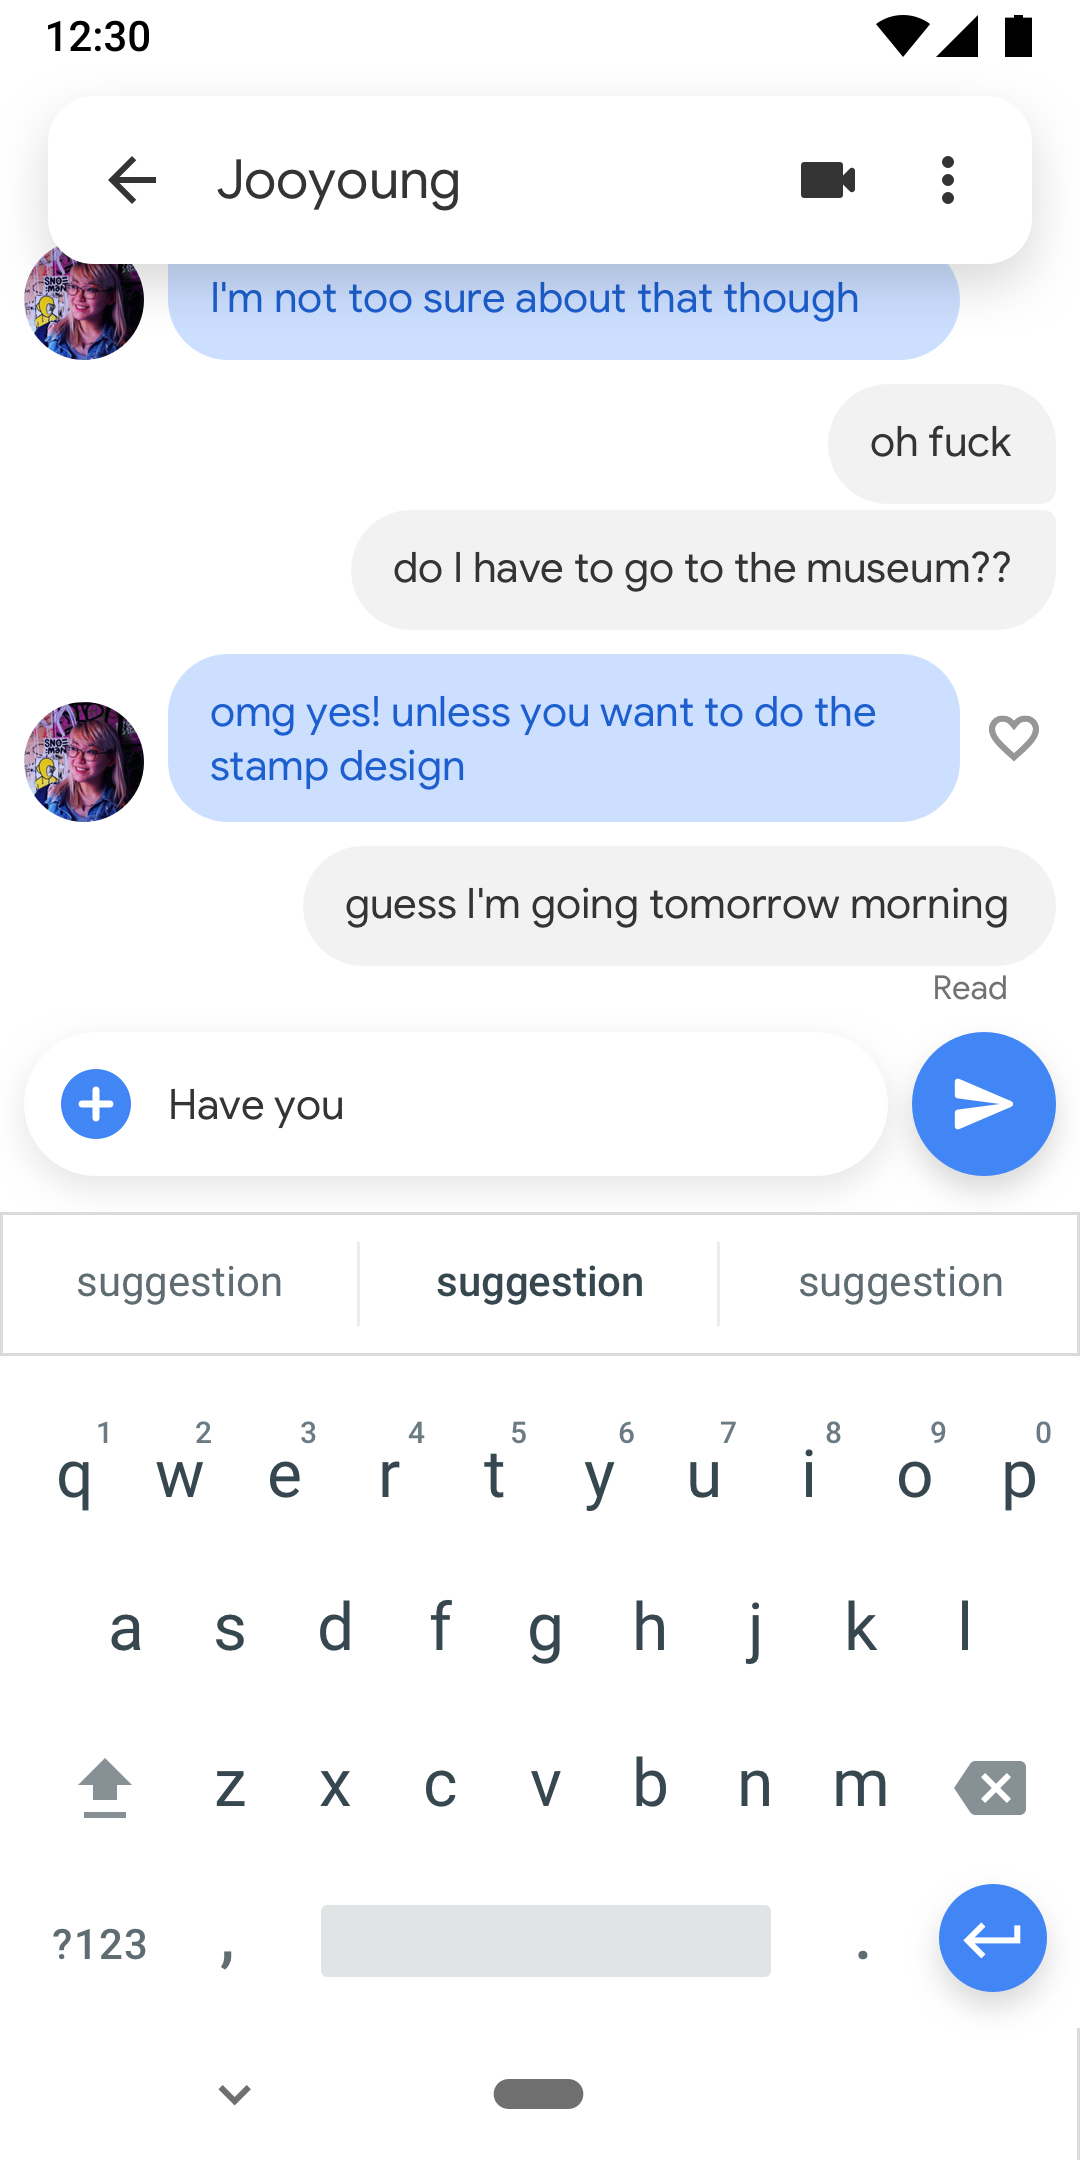 12:30
Jooyoung
I'm not too sure about that though
oh fuck
do I have to go to the museum??
omg yes! unless you want to do the
stamp design
guess I'm going tomorrow morning
Read
Have you
suggestion suggestion suggestion
1 2 3 4 5 6 7 8 9 0
q w e r t y u i o p
a s d f g h j k l
z x c v b n m
?123 , .